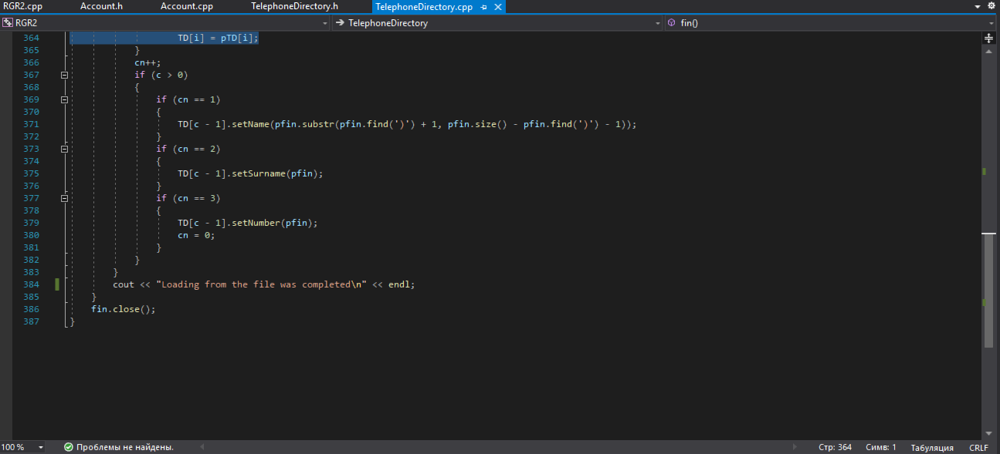 RGR2.cpp Account.h Account.cpp TelephoneDirectory.h TelephoneDirectory.cpp
RGR2 TelephoneDirectory fin()
364 TD[i] = pTD[i];
365 }
366 cn++;
367 if (c > 0)
368 {
369 if (cn == 1)
370 {
371 TD[c - 1].setName(pfin.substr(pfin.find(')') + 1, pfin.size() - pfin.find(')') - 1));
372 }
373 if (cn == 2)
374 {
375 TD[c - 1].setSurname(pfin);
376 }
377 if (cn == 3)
378 {
379 TD[c - 1].setNumber(pfin);
380 cn = 0;
381 }
382 }
383 }
384 cout << "Loading from the file was completed\n" << endl;
385 }
386 fin.close();
387 }
100 % Проблемы не найдены. Стр: 364 Симв: 1 Табуляция CRLF